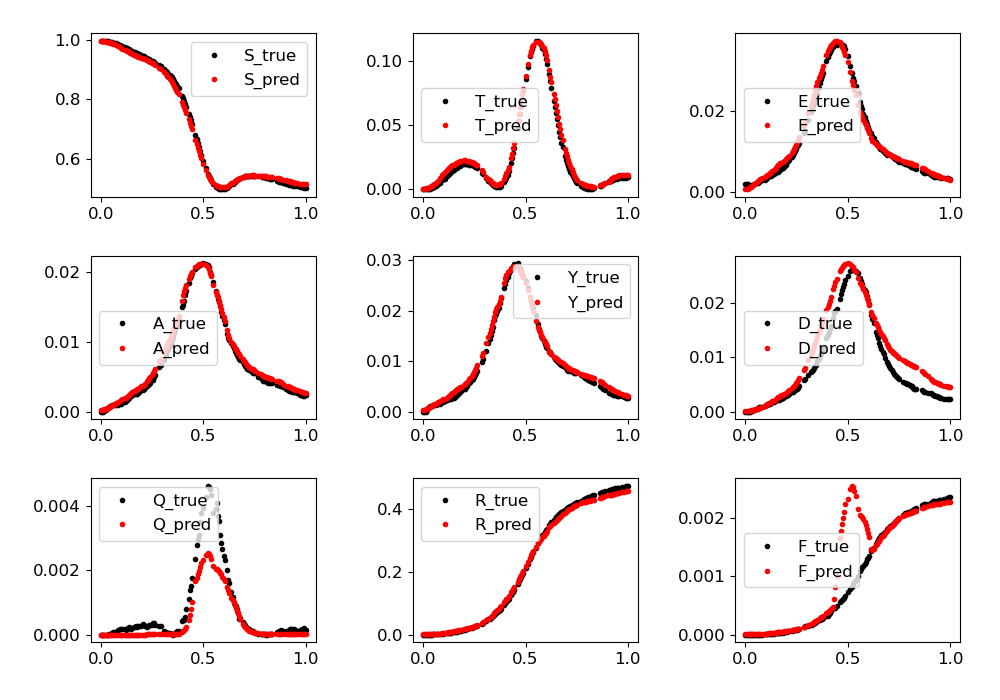 1.0
0.8
0.6
0.0 0.5 1.0
S_true
S_pred
0.10
0.05
0.00
0.0 0.5 1.0
T_true
T_pred
0.02
0.00
0.0 0.5 1.0
E_true
E_pred
0.02
0.01
0.00
0.0 0.5 1.0
A_true
A_pred
0.03
0.02
0.01
0.00
0.0 0.5 1.0
Y_true
Y_pred
0.02
0.01
0.00
0.0 0.5 1.0
D_true
D_pred
0.004
0.002
0.000
0.0 0.5 1.0
Q_true
Q_pred
0.4
0.2
0.0
0.0 0.5 1.0
R_true
R_pred
0.002
0.001
0.000
0.0 0.5 1.0
F_true
F_pred